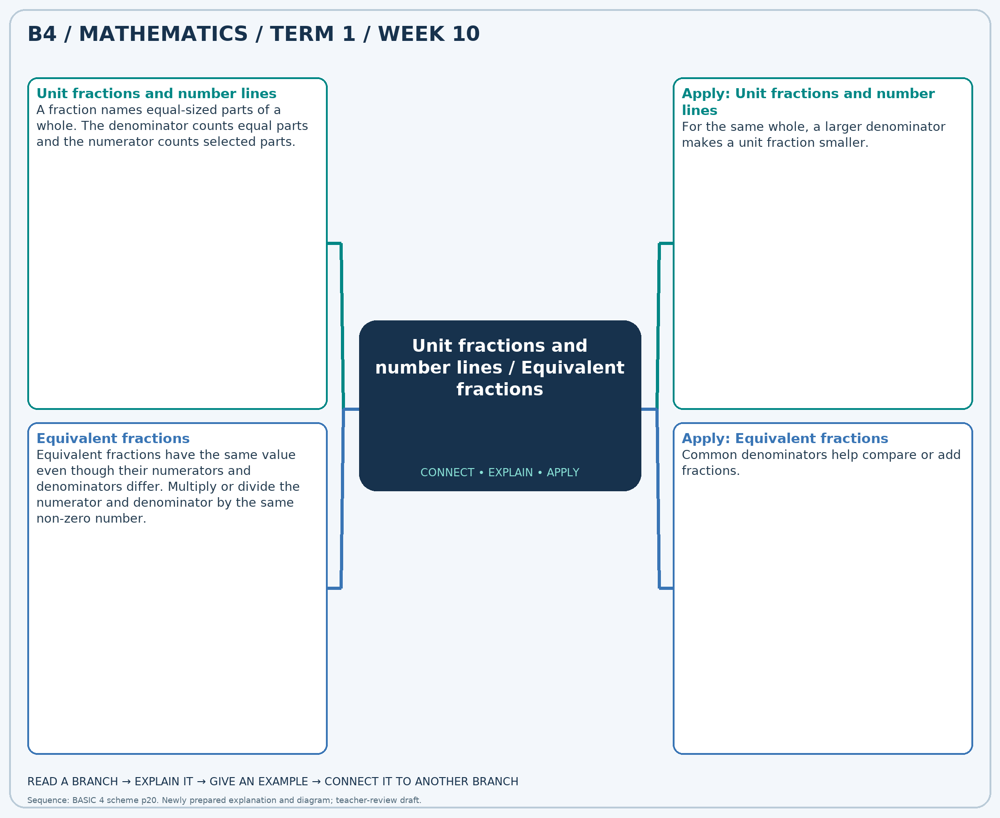 B4 / MATHEMATICS / TERM 1 / WEEK 10
Unit fractions and number lines
A fraction names equal-sized parts of a
whole. The denominator counts equal parts
and the numerator counts selected parts.
Apply: Unit fractions and number
lines
For the same whole, a larger denominator
makes a unit fraction smaller.
Unit fractions and
number lines / Equivalent
fractions
CONNECT • EXPLAIN • APPLY
Equivalent fractions
Equivalent fractions have the same value
even though their numerators and
denominators differ. Multiply or divide the
numerator and denominator by the same
non-zero number.
Apply: Equivalent fractions
Common denominators help compare or add
fractions.
READ A BRANCH → EXPLAIN IT → GIVE AN EXAMPLE → CONNECT IT TO ANOTHER BRANCH
Sequence: BASIC 4 scheme p20. Newly prepared explanation and diagram; teacher-review draft.